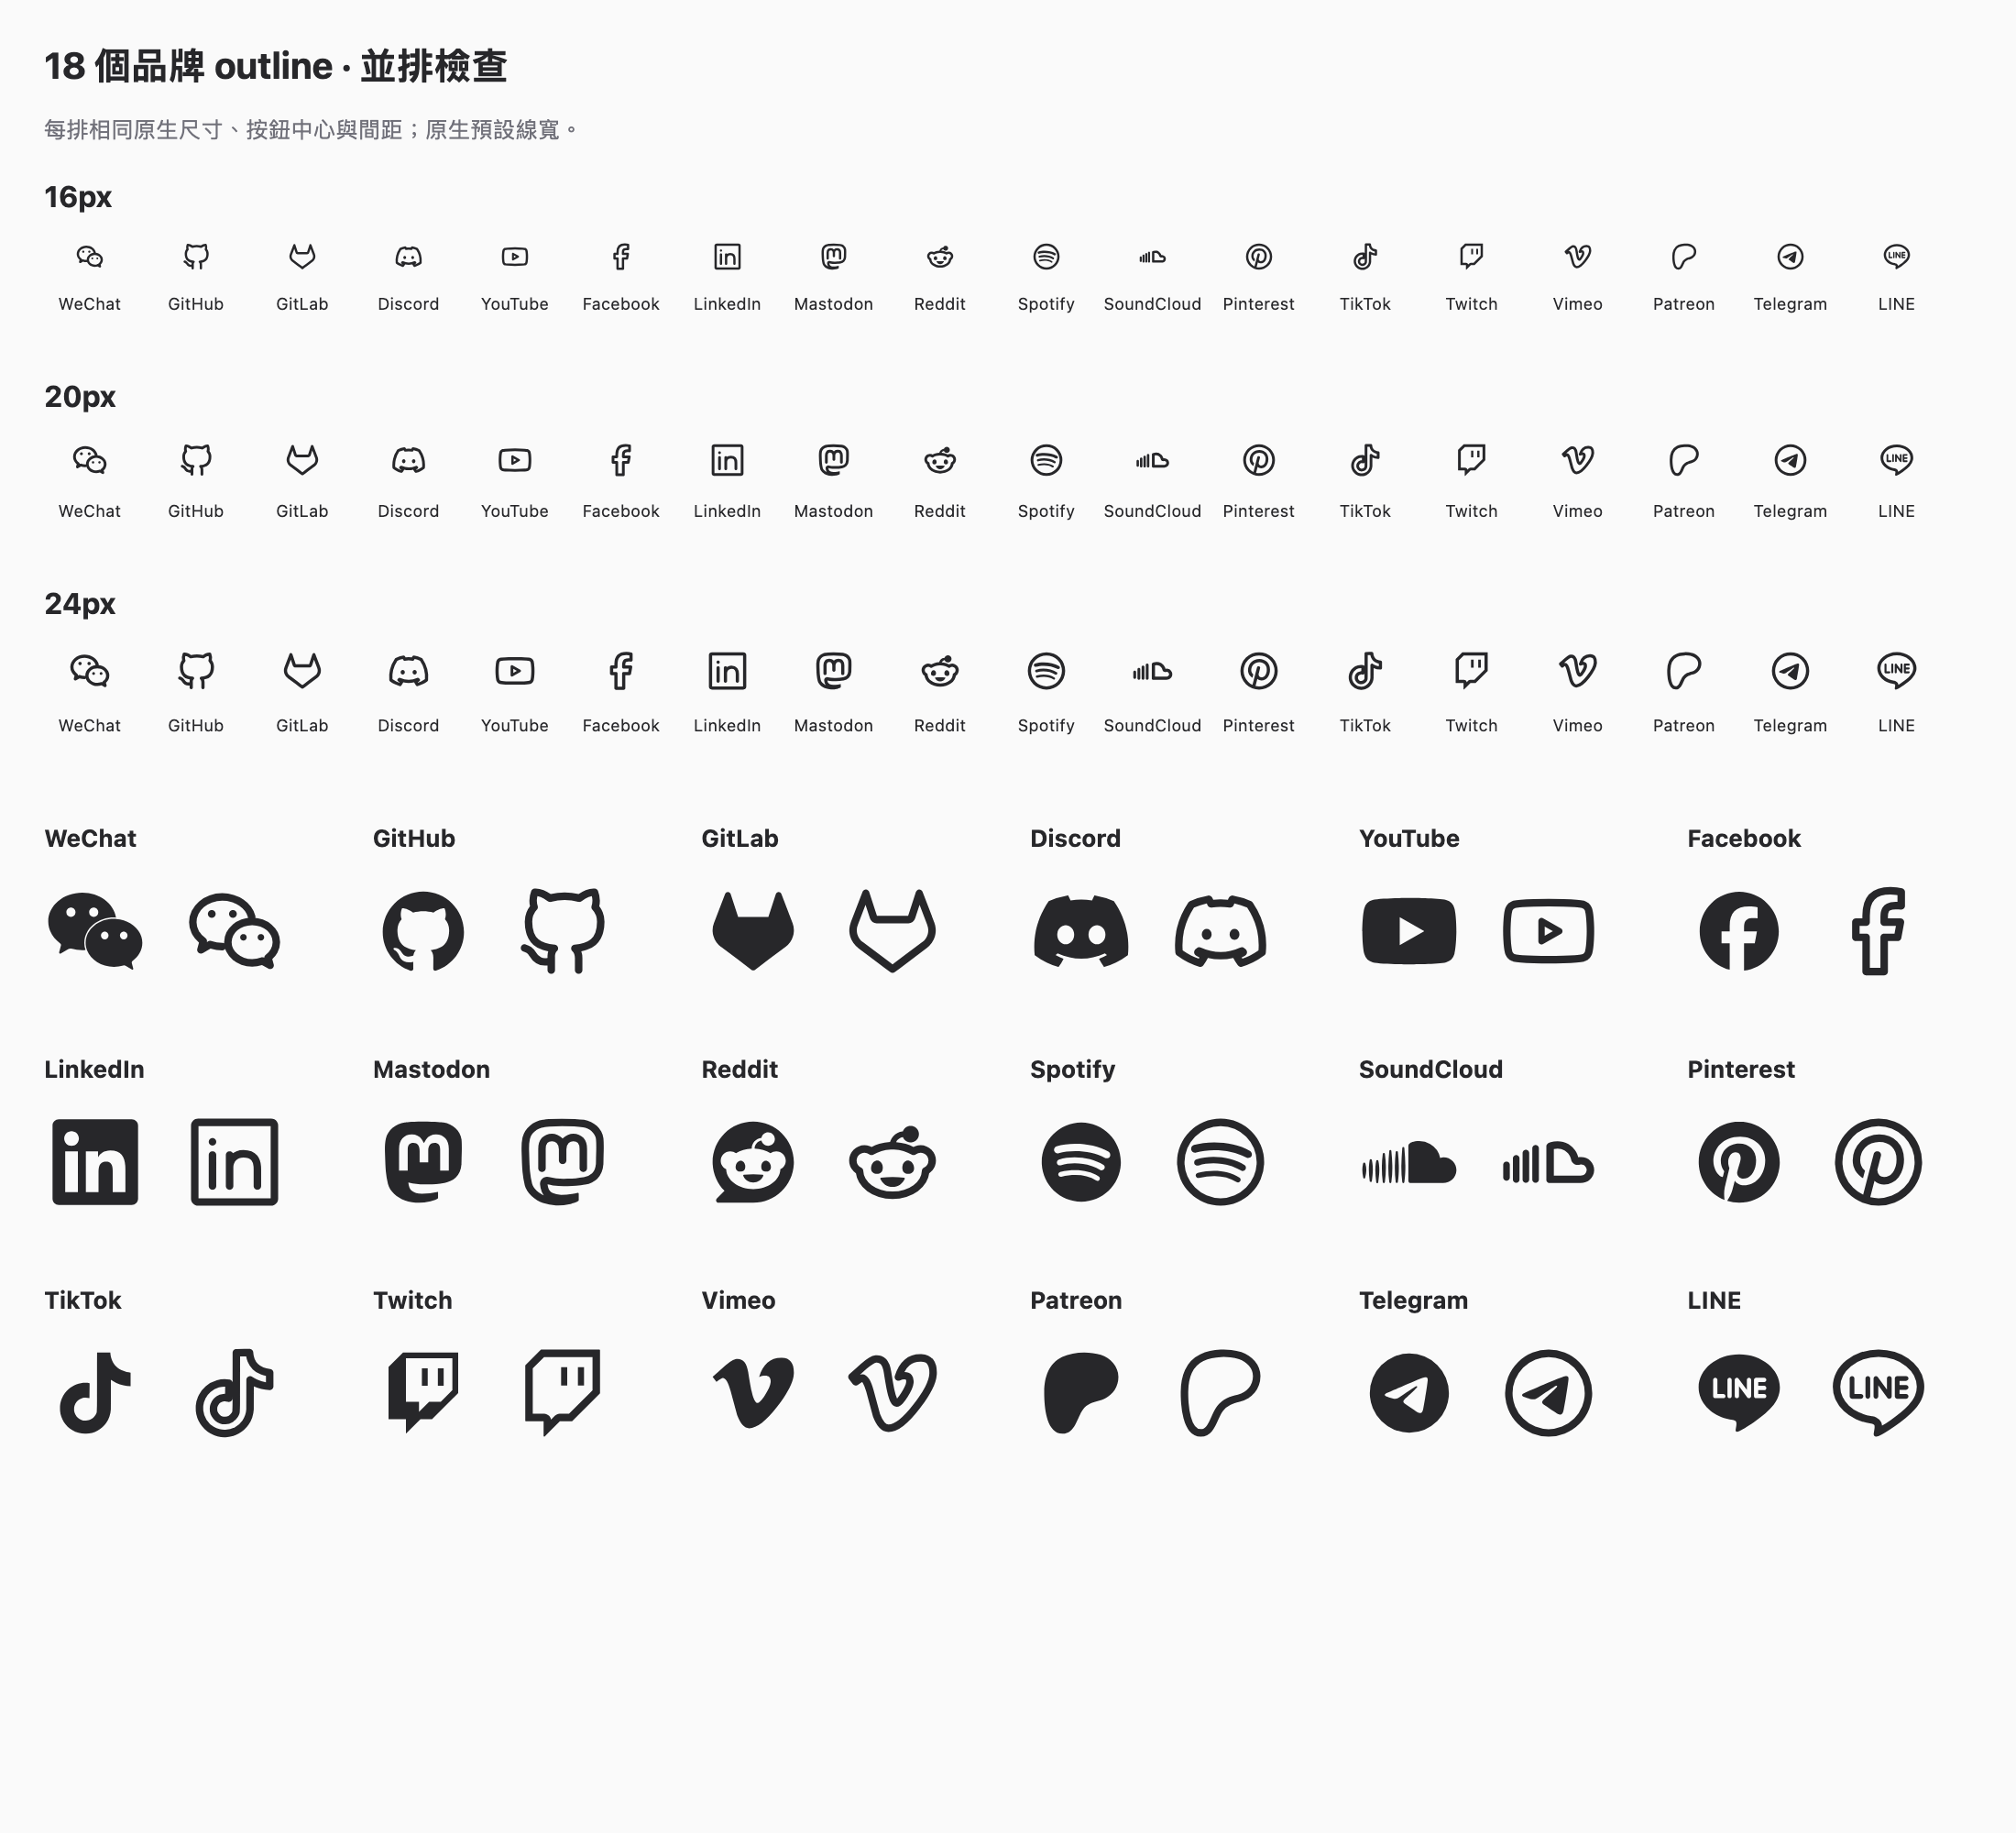 18 個品牌 outline · 並排檢查
每排相同原生尺寸、按鈕中心與間距；原生預設線寬。
16px
WeChat GitHub GitLab Discord YouTube Facebook LinkedIn Mastodon Reddit Spotify SoundCloud Pinterest TikTok Twitch Vimeo Patreon Telegram LINE
20px
WeChat GitHub GitLab Discord YouTube Facebook LinkedIn Mastodon Reddit Spotify SoundCloud Pinterest TikTok Twitch Vimeo Patreon Telegram LINE
24px
WeChat GitHub GitLab Discord YouTube Facebook LinkedIn Mastodon Reddit Spotify SoundCloud Pinterest TikTok Twitch Vimeo Patreon Telegram LINE
WeChat GitHub GitLab Discord YouTube Facebook
LinkedIn Mastodon Reddit Spotify SoundCloud Pinterest
TikTok Twitch Vimeo Patreon Telegram LINE
LINE LINE